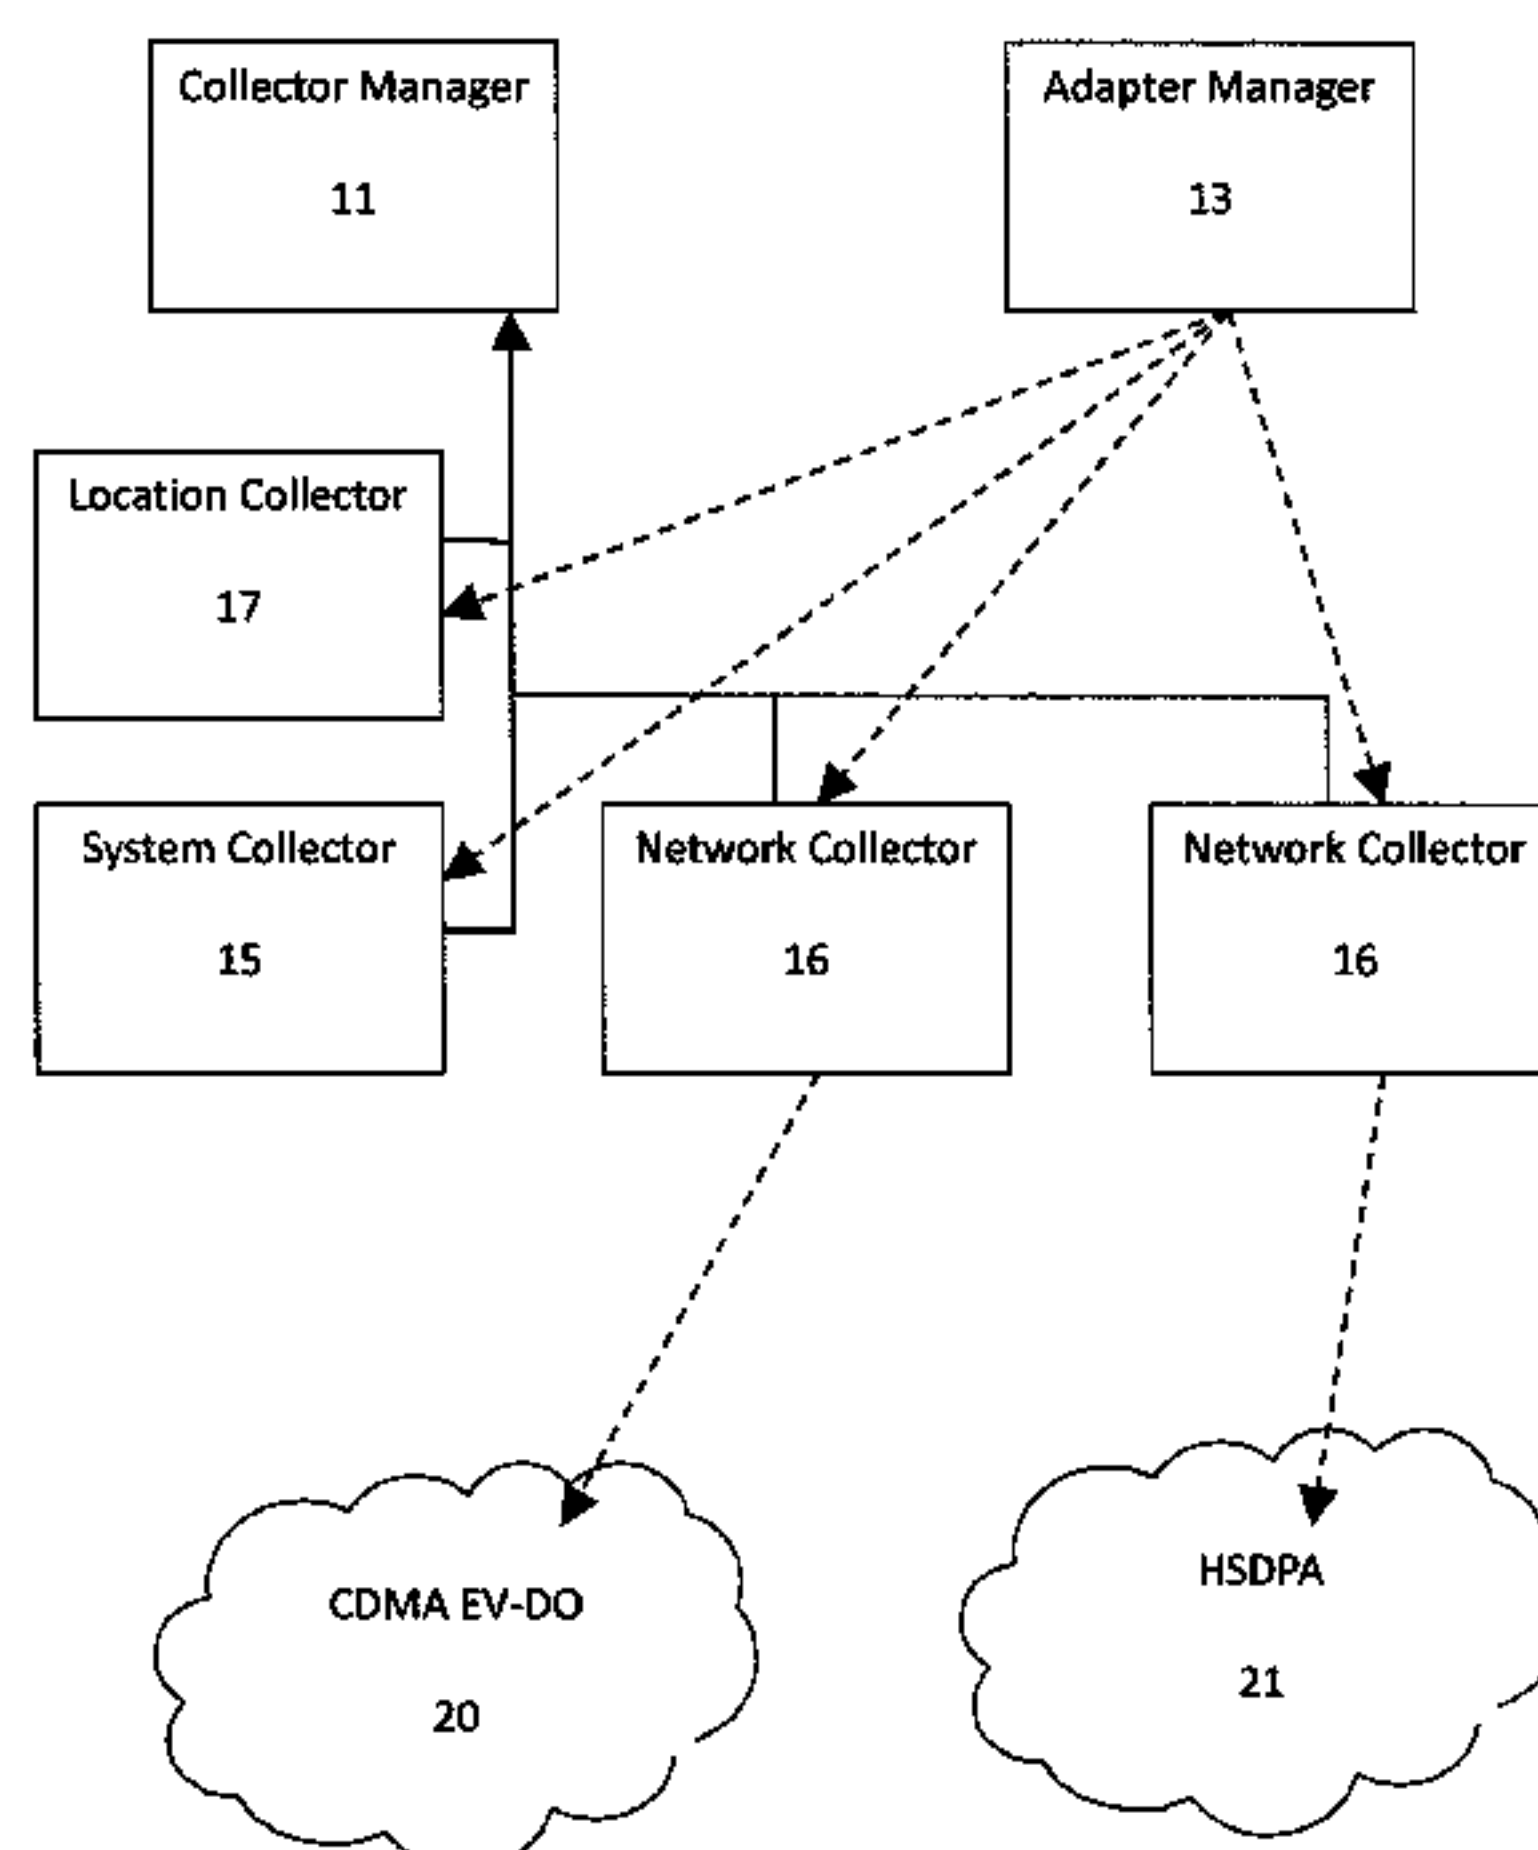 Collector Manager
11
Adapter Manager
13
Location Collector
17
System Collector
15
Network Collector
16
Network Collector
16
CDMA EV-DO
20
HSDPA
21